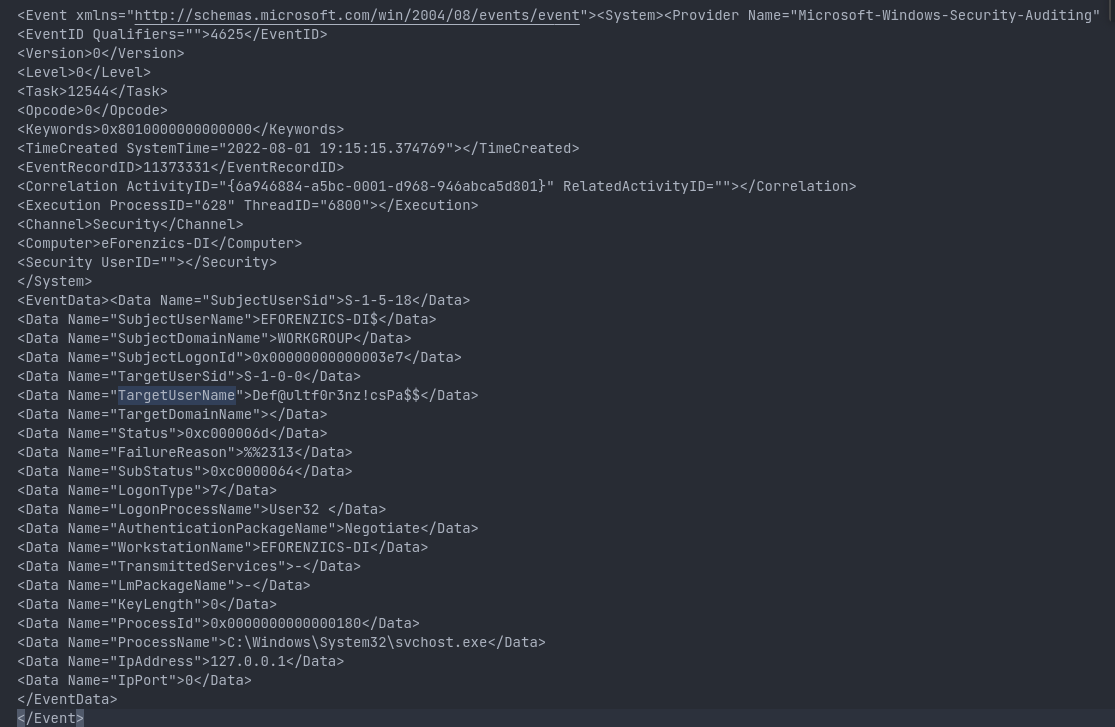 <Event xmlns="http://schemas.microsoft.com/win/2004/08/events/event"><System><Provider Name="Microsoft-Windows-Security-Auditing"
<EventID Qualifiers="">4625</EventID>
<Version>0</Version>
<Level>0</Level>
<Task>12544</Task>
<Opcode>0</Opcode>
<Keywords>0x8010000000000000</Keywords>
<TimeCreated SystemTime="2022-08-01 19:15:15.374769"></TimeCreated>
<EventRecordID>11373331</EventRecordID>
<Correlation ActivityID="{6a946884-a5bc-0001-d968-946abca5d801}" RelatedActivityID=""></Correlation>
<Execution ProcessID="628" ThreadID="6800"></Execution>
<Channel>Security</Channel>
<Computer>eForenzics-DI</Computer>
<Security UserID=""></Security>
</System>
<EventData><Data Name="SubjectUserSid">S-1-5-18</Data>
<Data Name="SubjectUserName">EFORENZICS-DI$</Data>
<Data Name="SubjectDomainName">WORKGROUP</Data>
<Data Name="SubjectLogonId">0x00000000000003e7</Data>
<Data Name="TargetUserSid">S-1-0-0</Data>
<Data Name="TargetUserName">Def@ultf0r3nz!csPa$$</Data>
<Data Name="TargetDomainName"></Data>
<Data Name="Status">0xc000006d</Data>
<Data Name="FailureReason">%%2313</Data>
<Data Name="SubStatus">0xc0000064</Data>
<Data Name="LogonType">7</Data>
<Data Name="LogonProcessName">User32 </Data>
<Data Name="AuthenticationPackageName">Negotiate</Data>
<Data Name="WorkstationName">EFORENZICS-DI</Data>
<Data Name="TransmittedServices">-</Data>
<Data Name="LmPackageName">-</Data>
<Data Name="KeyLength">0</Data>
<Data Name="ProcessId">0x0000000000000180</Data>
<Data Name="ProcessName">C:\Windows\System32\svchost.exe</Data>
<Data Name="IpAddress">127.0.0.1</Data>
<Data Name="IpPort">0</Data>
</EventData>
</Event>